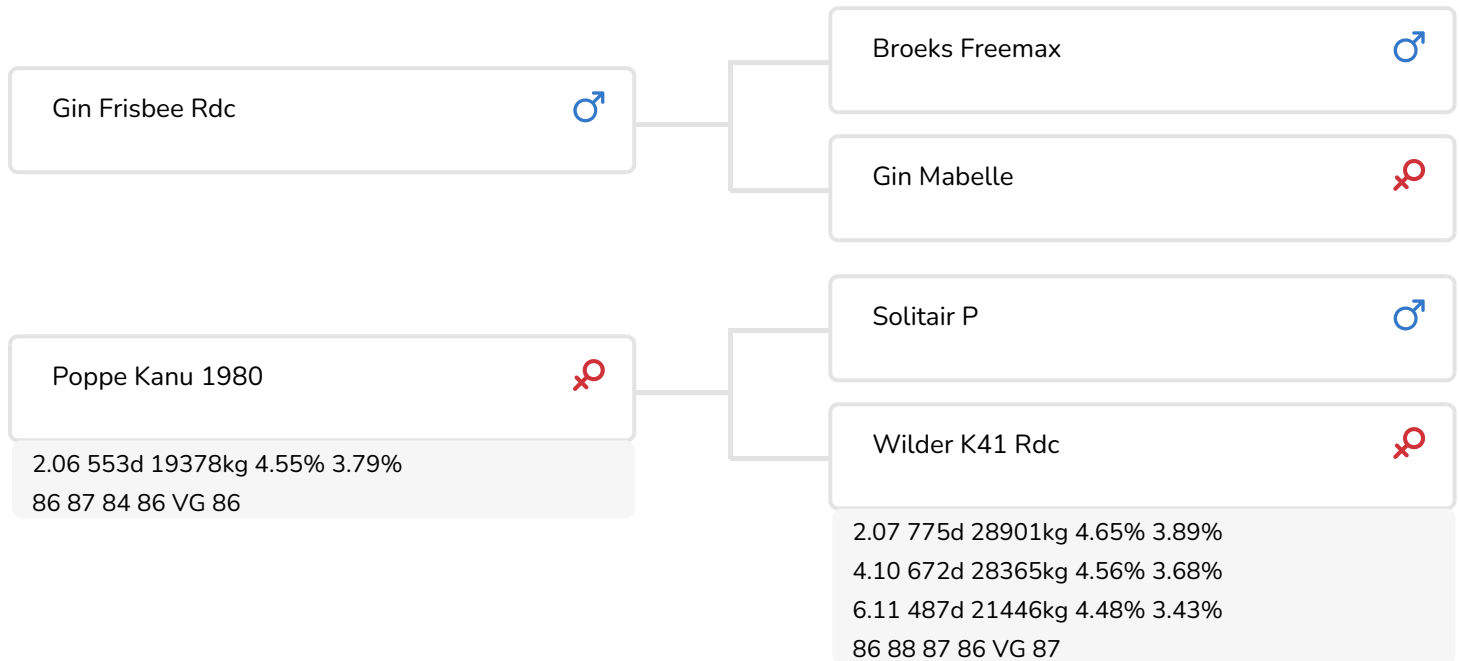 Gin Frisbee Rdc
Broeks Freemax
Gin Mabelle
Poppe Kanu 1980
2.06 553d 19378kg 4.55% 3.79%
86 87 84 86 VG 86
Solitair P
Wilder K41 Rdc
2.07 775d 28901kg 4.65% 3.89%
4.10 672d 28365kg 4.56% 3.68%
6.11 487d 21446kg 4.48% 3.43%
86 88 87 86 VG 87